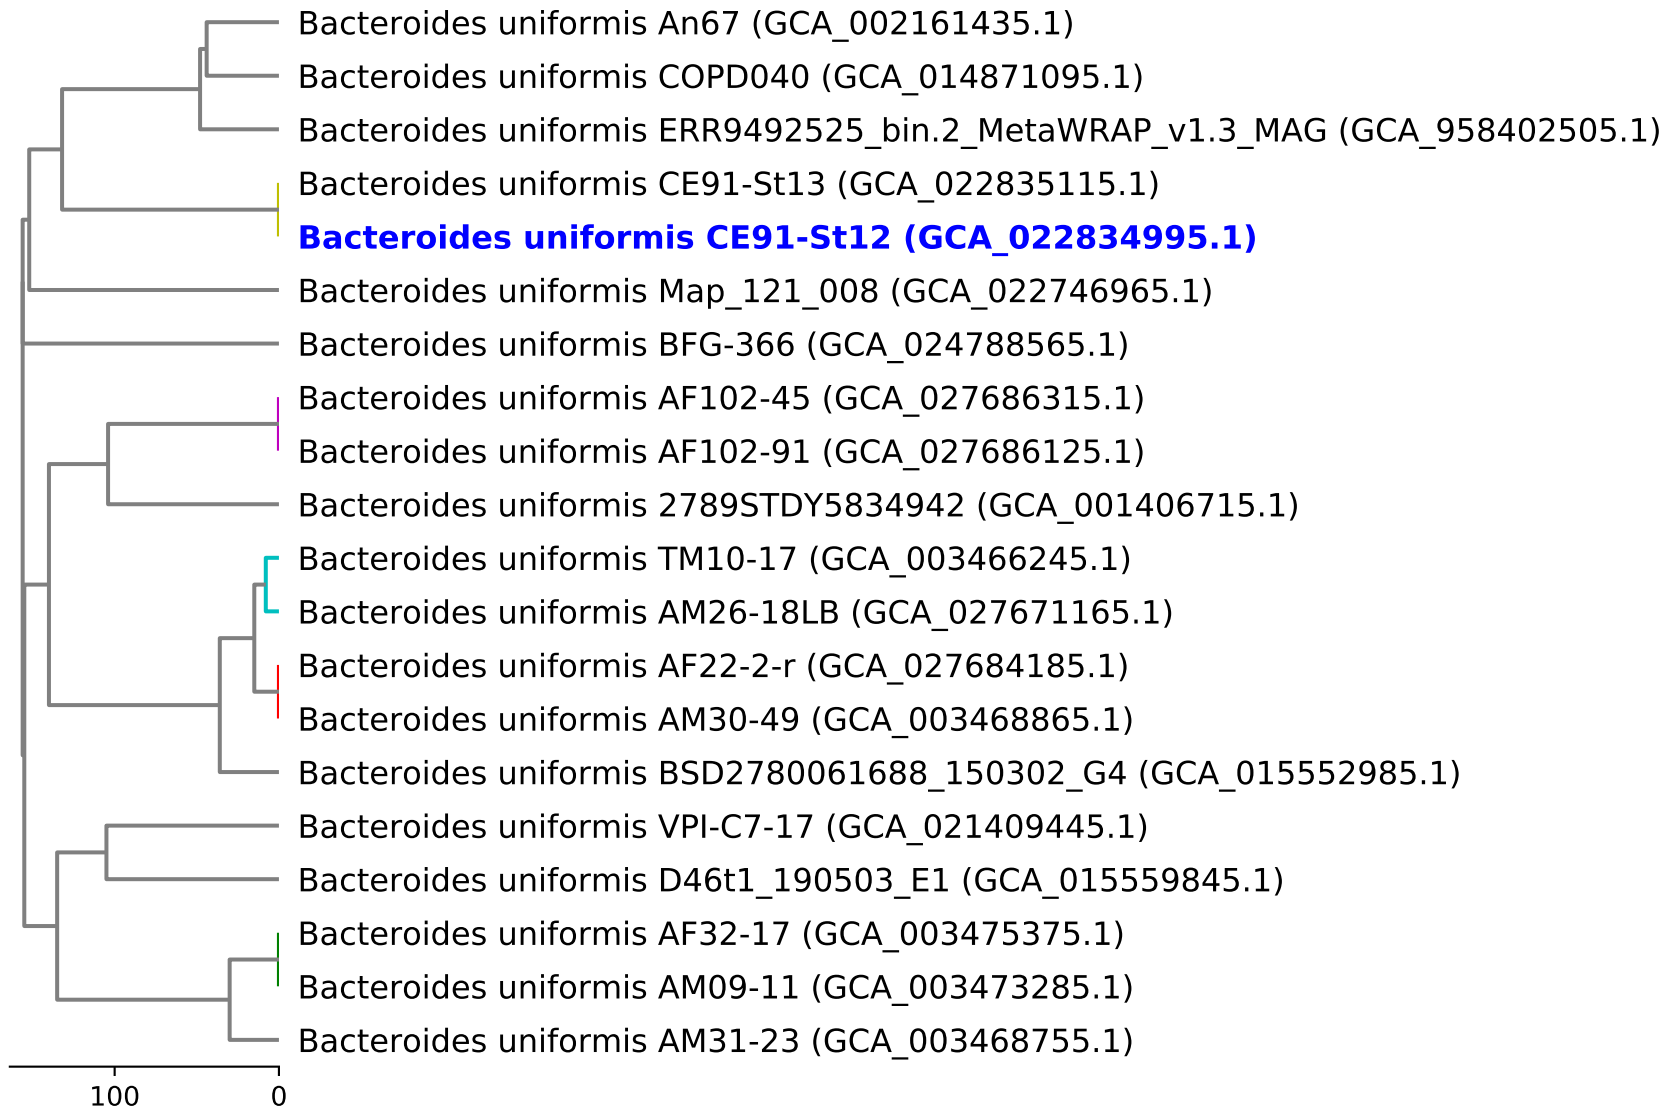 Bacteroides uniformis An67 (GCA_002161435.1)
Bacteroides uniformis COPD040 (GCA_014871095.1)
Bacteroides uniformis ERR9492525_bin.2_MetaWRAP_v1.3_MAG (GCA_958402505.1)
Bacteroides uniformis CE91-St13 (GCA_022835115.1)
Bacteroides uniformis CE91-St12 (GCA_022834995.1)
Bacteroides uniformis Map_121_008 (GCA_022746965.1)
Bacteroides uniformis BFG-366 (GCA_024788565.1)
Bacteroides uniformis AF102-45 (GCA_027686315.1)
Bacteroides uniformis AF102-91 (GCA_027686125.1)
Bacteroides uniformis 2789STDY5834942 (GCA_001406715.1)
Bacteroides uniformis TM10-17 (GCA_003466245.1)
Bacteroides uniformis AM26-18LB (GCA_027671165.1)
Bacteroides uniformis AF22-2-r (GCA_027684185.1)
Bacteroides uniformis AM30-49 (GCA_003468865.1)
Bacteroides uniformis BSD2780061688_150302_G4 (GCA_015552985.1)
Bacteroides uniformis VPI-C7-17 (GCA_021409445.1)
Bacteroides uniformis D46t1_190503_E1 (GCA_015559845.1)
Bacteroides uniformis AF32-17 (GCA_003475375.1)
Bacteroides uniformis AM09-11 (GCA_003473285.1)
Bacteroides uniformis AM31-23 (GCA_003468755.1)
100 0